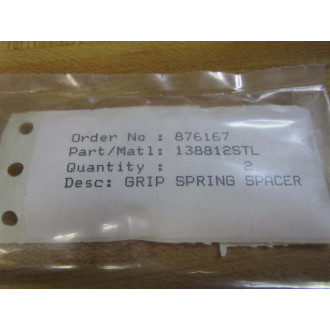 Order No : 876167
Part/Matl: 138812STL
Quantity :         2
Desc: GRIP SPRING SPACER